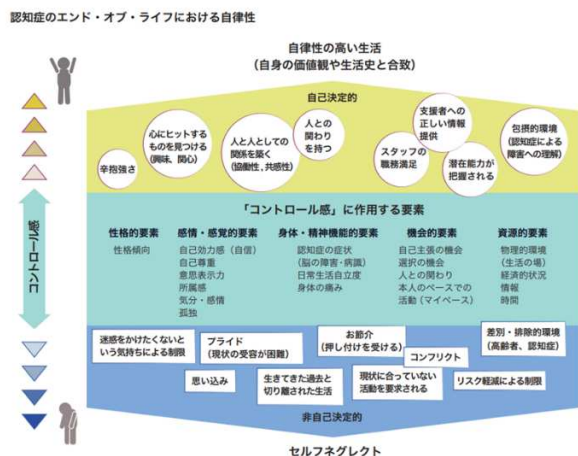 認知症のエンド・オブ・ライフにおける自律性
自律性の高い生活
（自身の価値観や生活史と合致）
自己決定的
辛抱強さ
心にヒットする
ものを見つける
（興味、関心）
人と人としての
関係を築く
（協働性，共感性）
人との
関わり
を持つ
スタッフの
職務満足
支援者への
正しい情報
提供
潜在能力が
把握される
包摂的環境
（認知症による
障害への理解）
コントロール感
「コントロール感」に作用する要素
性格的要素
性格傾向
感情・感覚的要素
自己効力感（自信）
自己尊重
意思表示力
所属感
気分・感情
孤独
身体・精神機能的要素
認知症の症状
（脳の障害・病識）
日常生活自立度
身体の痛み
機会的要素
自己主張の機会
選択の機会
人との関わり
本人のペースでの
活動（マイペース）
資源的要素
物理的環境
（生活の場）
経済的状況
情報
時間
迷惑をかけたくないと
いう気持ちによる制限
プライド
（現状の受容が困難）
思い込み
生きてきた過去と
切り離された生活
お節介
（押し付けを受ける）
現状に合っていない
活動を要求される
コンフリクト
リスク軽減による制限
差別・排除的環境
（高齢者、認知症）
非自己決定的
セルフネグレクト